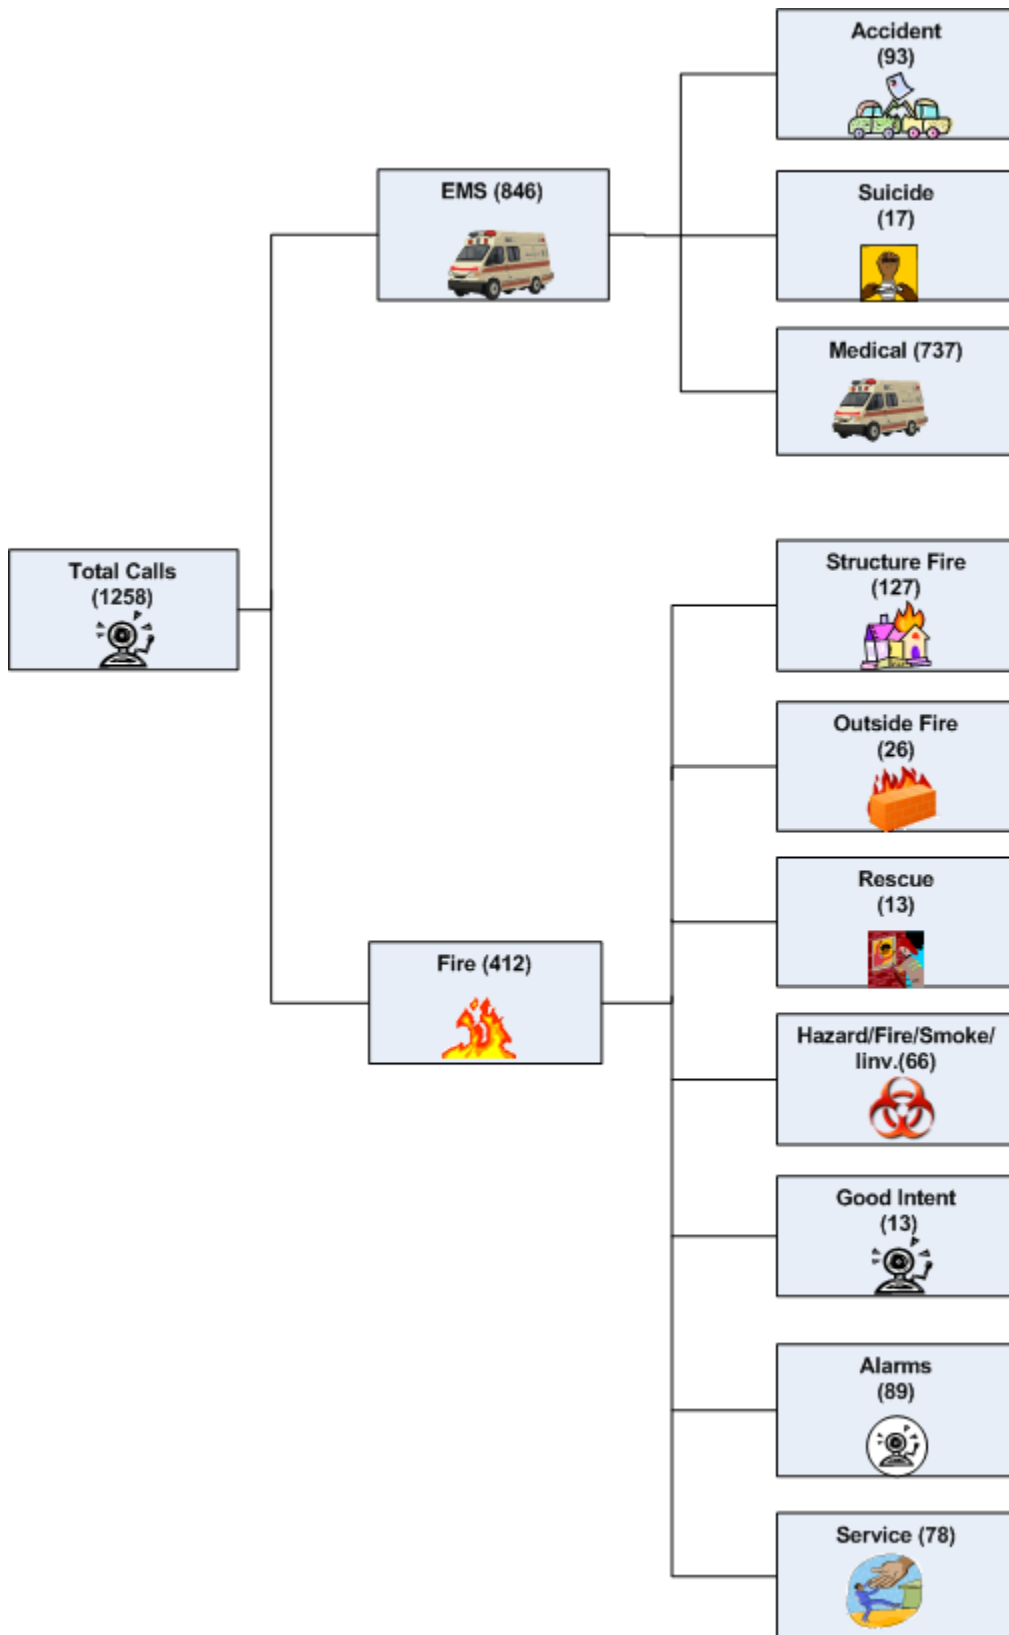 Accident
(93)
EMS (846)
Suicide
(17)
Medical (737)
Total Calls
(1258)
Structure Fire
(127)
Outside Fire
(26)
Rescue
(13)
Fire (412)
Hazard/Fire/Smoke/
Iinv.(66)
Good Intent
(13)
Alarms
(89)
Service (78)